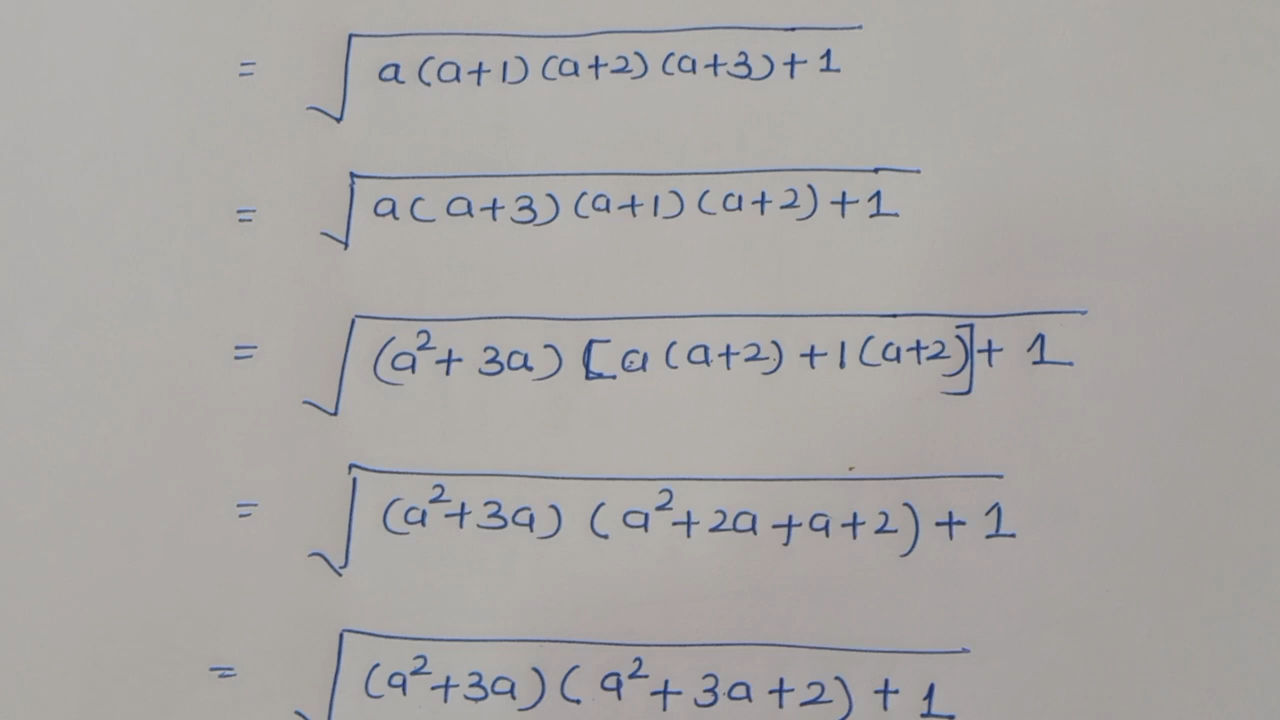 = √a(a+1)(a+2)(a+3)+1
= √a(a+3)(a+1)(a+2)+1
= √(a²+3a)[a(a+2)+1(a+2)]+1
= √(a²+3a)(a²+2a+a+2)+1
= √(a²+3a)(a²+3a+2)+1